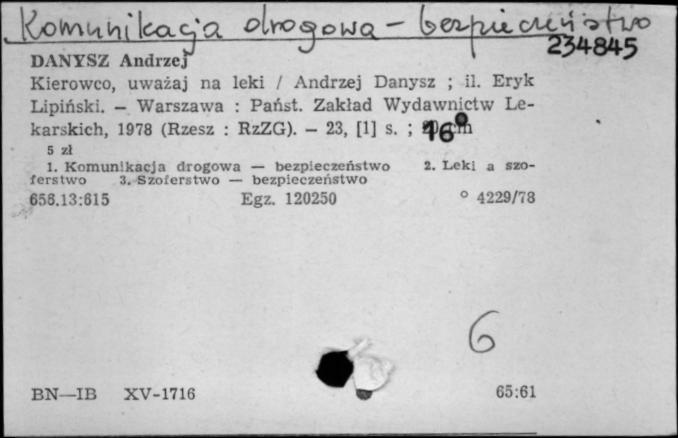 Komunikacja drogowa – bezpieczeństwo
234845
DANYSZ Andrzej
Kierowco, uważaj na leki / Andrzej Danysz ; il. Eryk
Lipiński. – Warszawa : Państ. Zakład Wydawnictw Le-
karskich, 1978 (Rzesz : RzZG). – 23, [1] s. ; cm
16°
5 zł
1. Komunikacja drogowa — bezpieczeństwo 2. Leki a szo-
ferstwo 3. Szoferstwo — bezpieczeństwo
656.13:615 Egz. 120250 ° 4229/78
6
BN—IB XV-1716 65:61